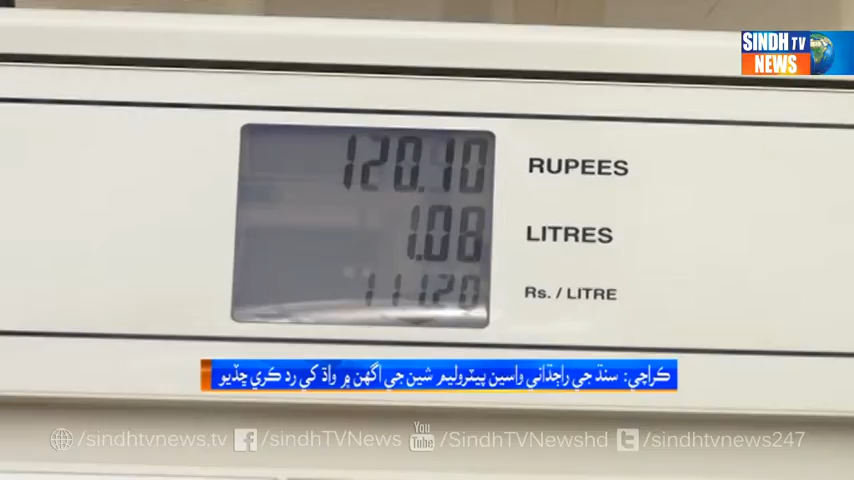 SINDH TV
NEWS
120.10 RUPEES
1.08 LITRES
111.20 Rs. / LITRE
ڪراچي: سنڌ جي راڄڌاني واسين پيٽروليم شين جي اگهن ۾ واڌ کي رد ڪري ڇڏيو
/sindhtvnews.tv f /sindhTVNews You Tube /SindhTVNewshd t /sindhtvnews247